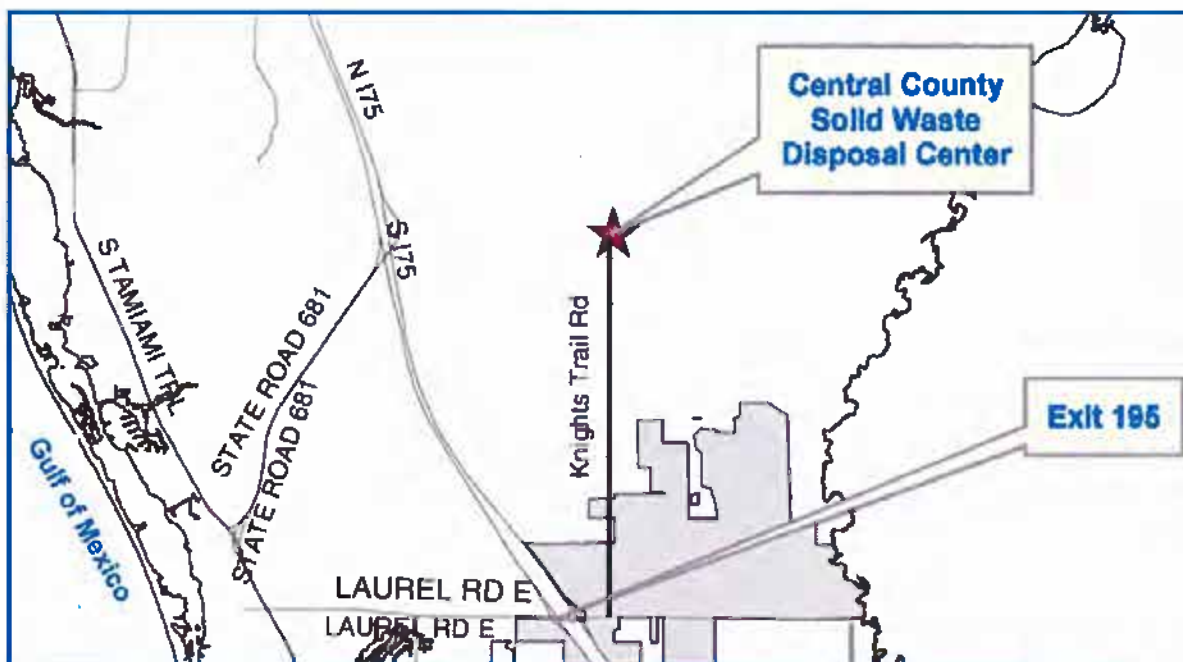 N I75
Central County
Solid Waste
Disposal Center
S I75
S TAMIAMI TRL
STATE ROAD 681
STATE ROAD 681
Knights Trail Rd
Exit 195
Gulf of Mexico
LAUREL RD E
LAUREL RD E